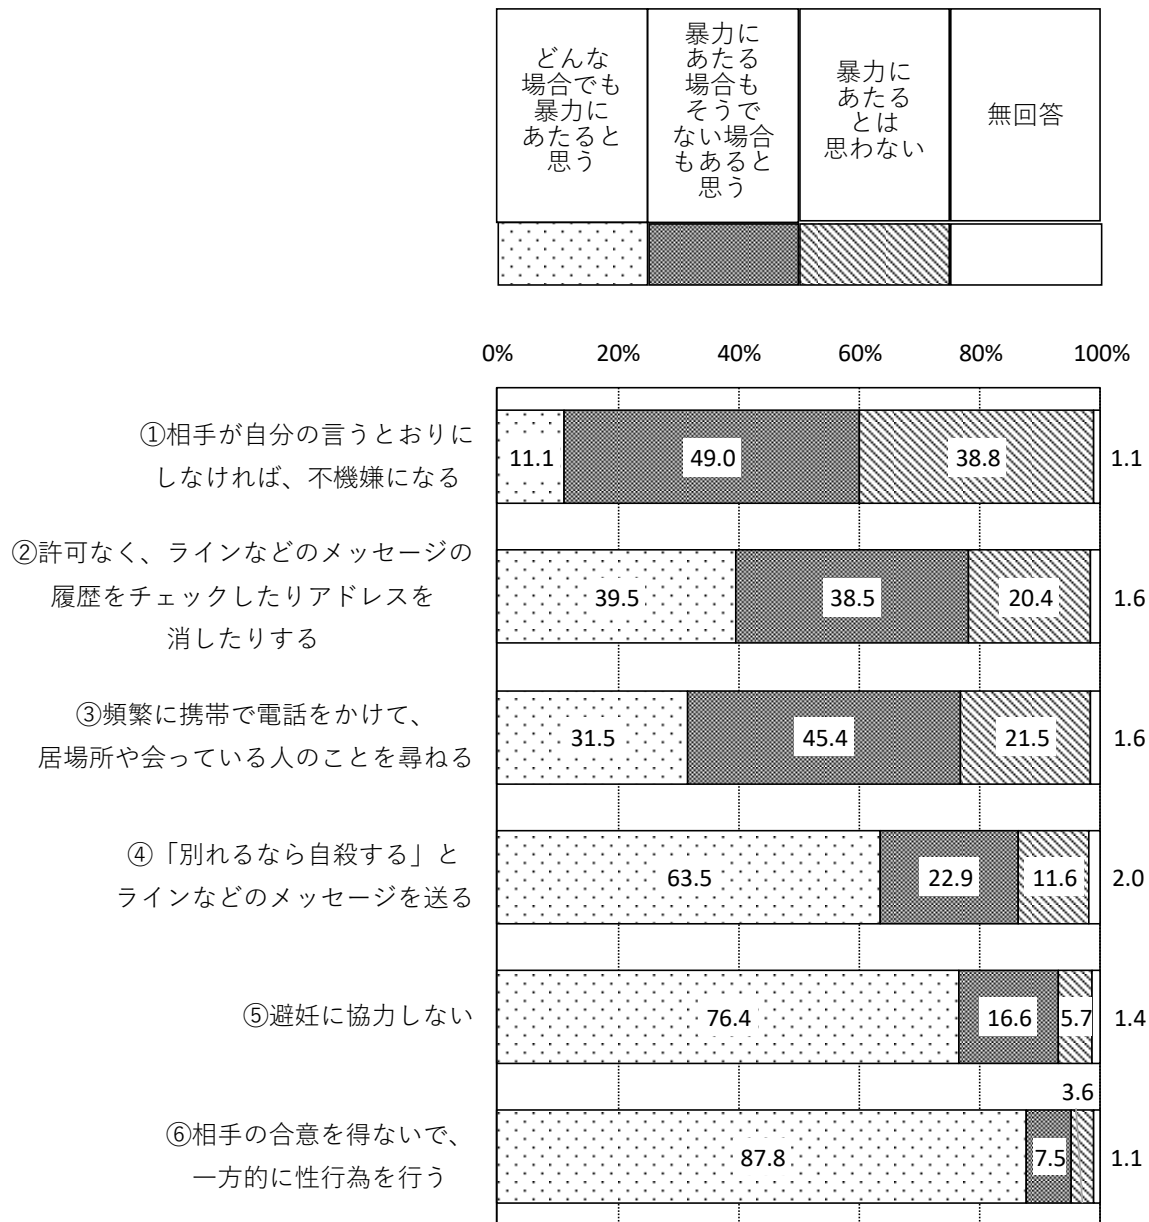 どんな
場合でも
暴力に
あたると
思う
暴力に
あたる
場合も
そうで
ない場合
もあると
思う
暴力に
あたる
とは
思わない
無回答
0% 20% 40% 60% 80% 100%
①相手が自分の言うとおりに
しなければ、不機嫌になる
11.1 49.0 38.8 1.1
②許可なく、ラインなどのメッセージの
履歴をチェックしたりアドレスを
消したりする
39.5 38.5 20.4 1.6
③頻繁に携帯で電話をかけて、
居場所や会っている人のことを尋ねる
31.5 45.4 21.5 1.6
④「別れるなら自殺する」と
ラインなどのメッセージを送る
63.5 22.9 11.6 2.0
⑤避妊に協力しない
76.4 16.6 5.7 1.4
⑥相手の合意を得ないで、
一方的に性行為を行う
87.8 7.5 3.6 1.1